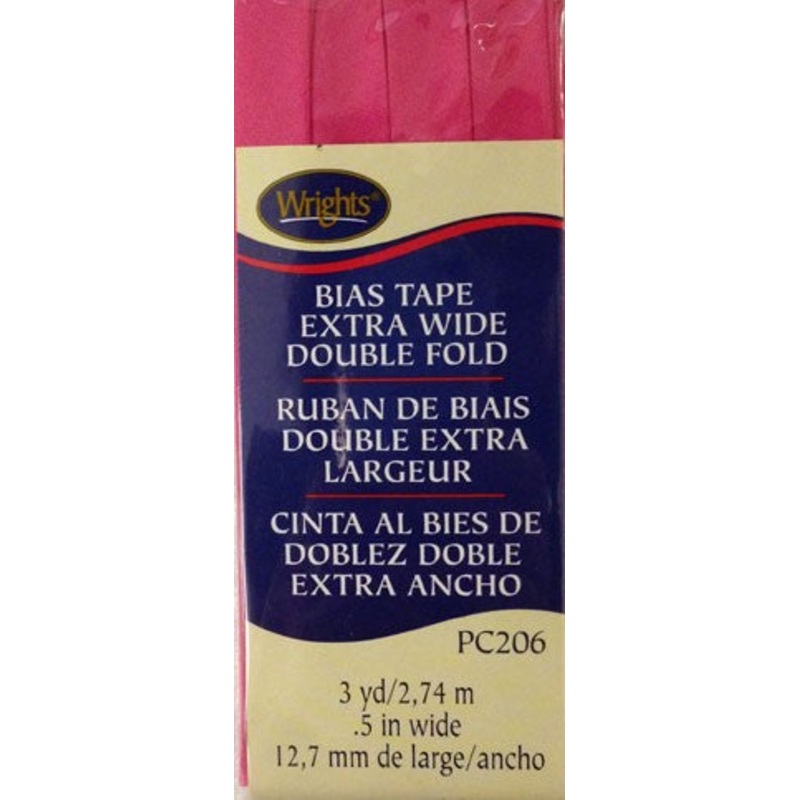 Wrights®
BIAS TAPE
EXTRA WIDE
DOUBLE FOLD
RUBAN DE BIAIS
DOUBLE EXTRA
LARGEUR
CINTA AL BIES DE
DOBLEZ DOBLE
EXTRA ANCHO
PC206
3 yd/2,74 m
.5 in wide
12,7 mm de large/ancho